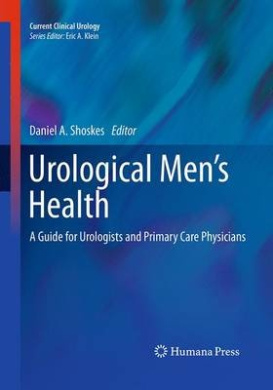 Current Clinical Urology
Series Editor: Eric A. Klein
Daniel A. Shoskes Editor
Urological Men's
Health
A Guide for Urologists and Primary Care Physicians
Humana Press